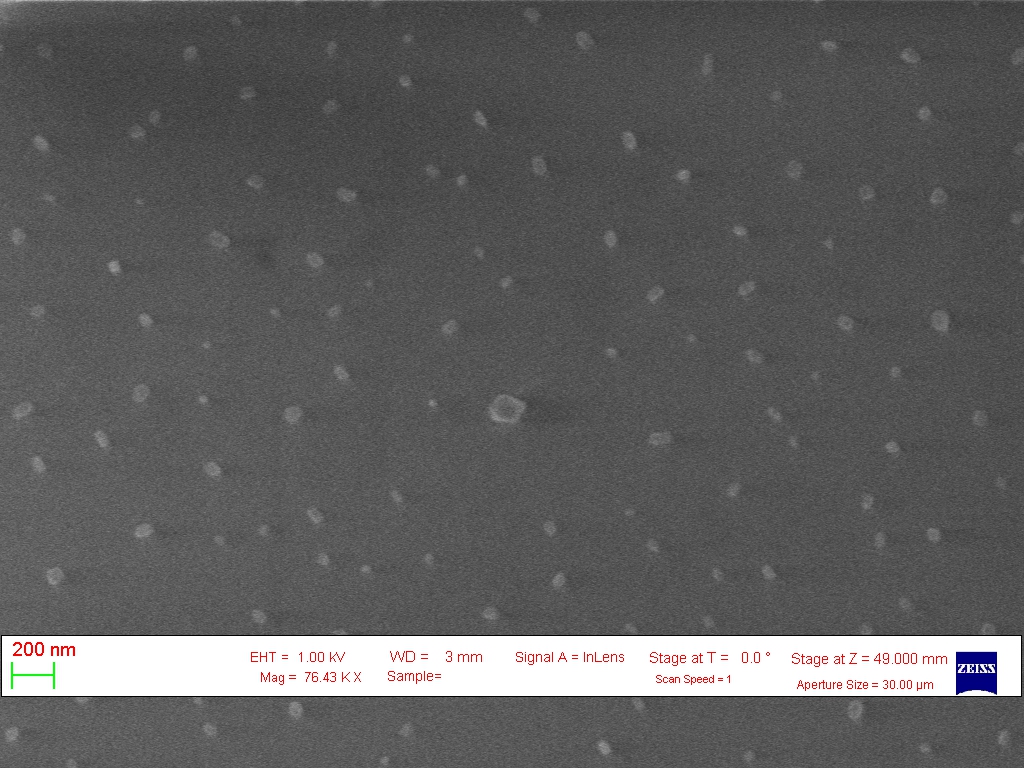 200 nm
EHT = 1.00 kV WD = 3 mm Signal A = InLens Stage at T = 0.0 ° Stage at Z = 49.000 mm
Mag = 76.43 K X Sample= Scan Speed = 1 Aperture Size = 30.00 µm
ZEISS